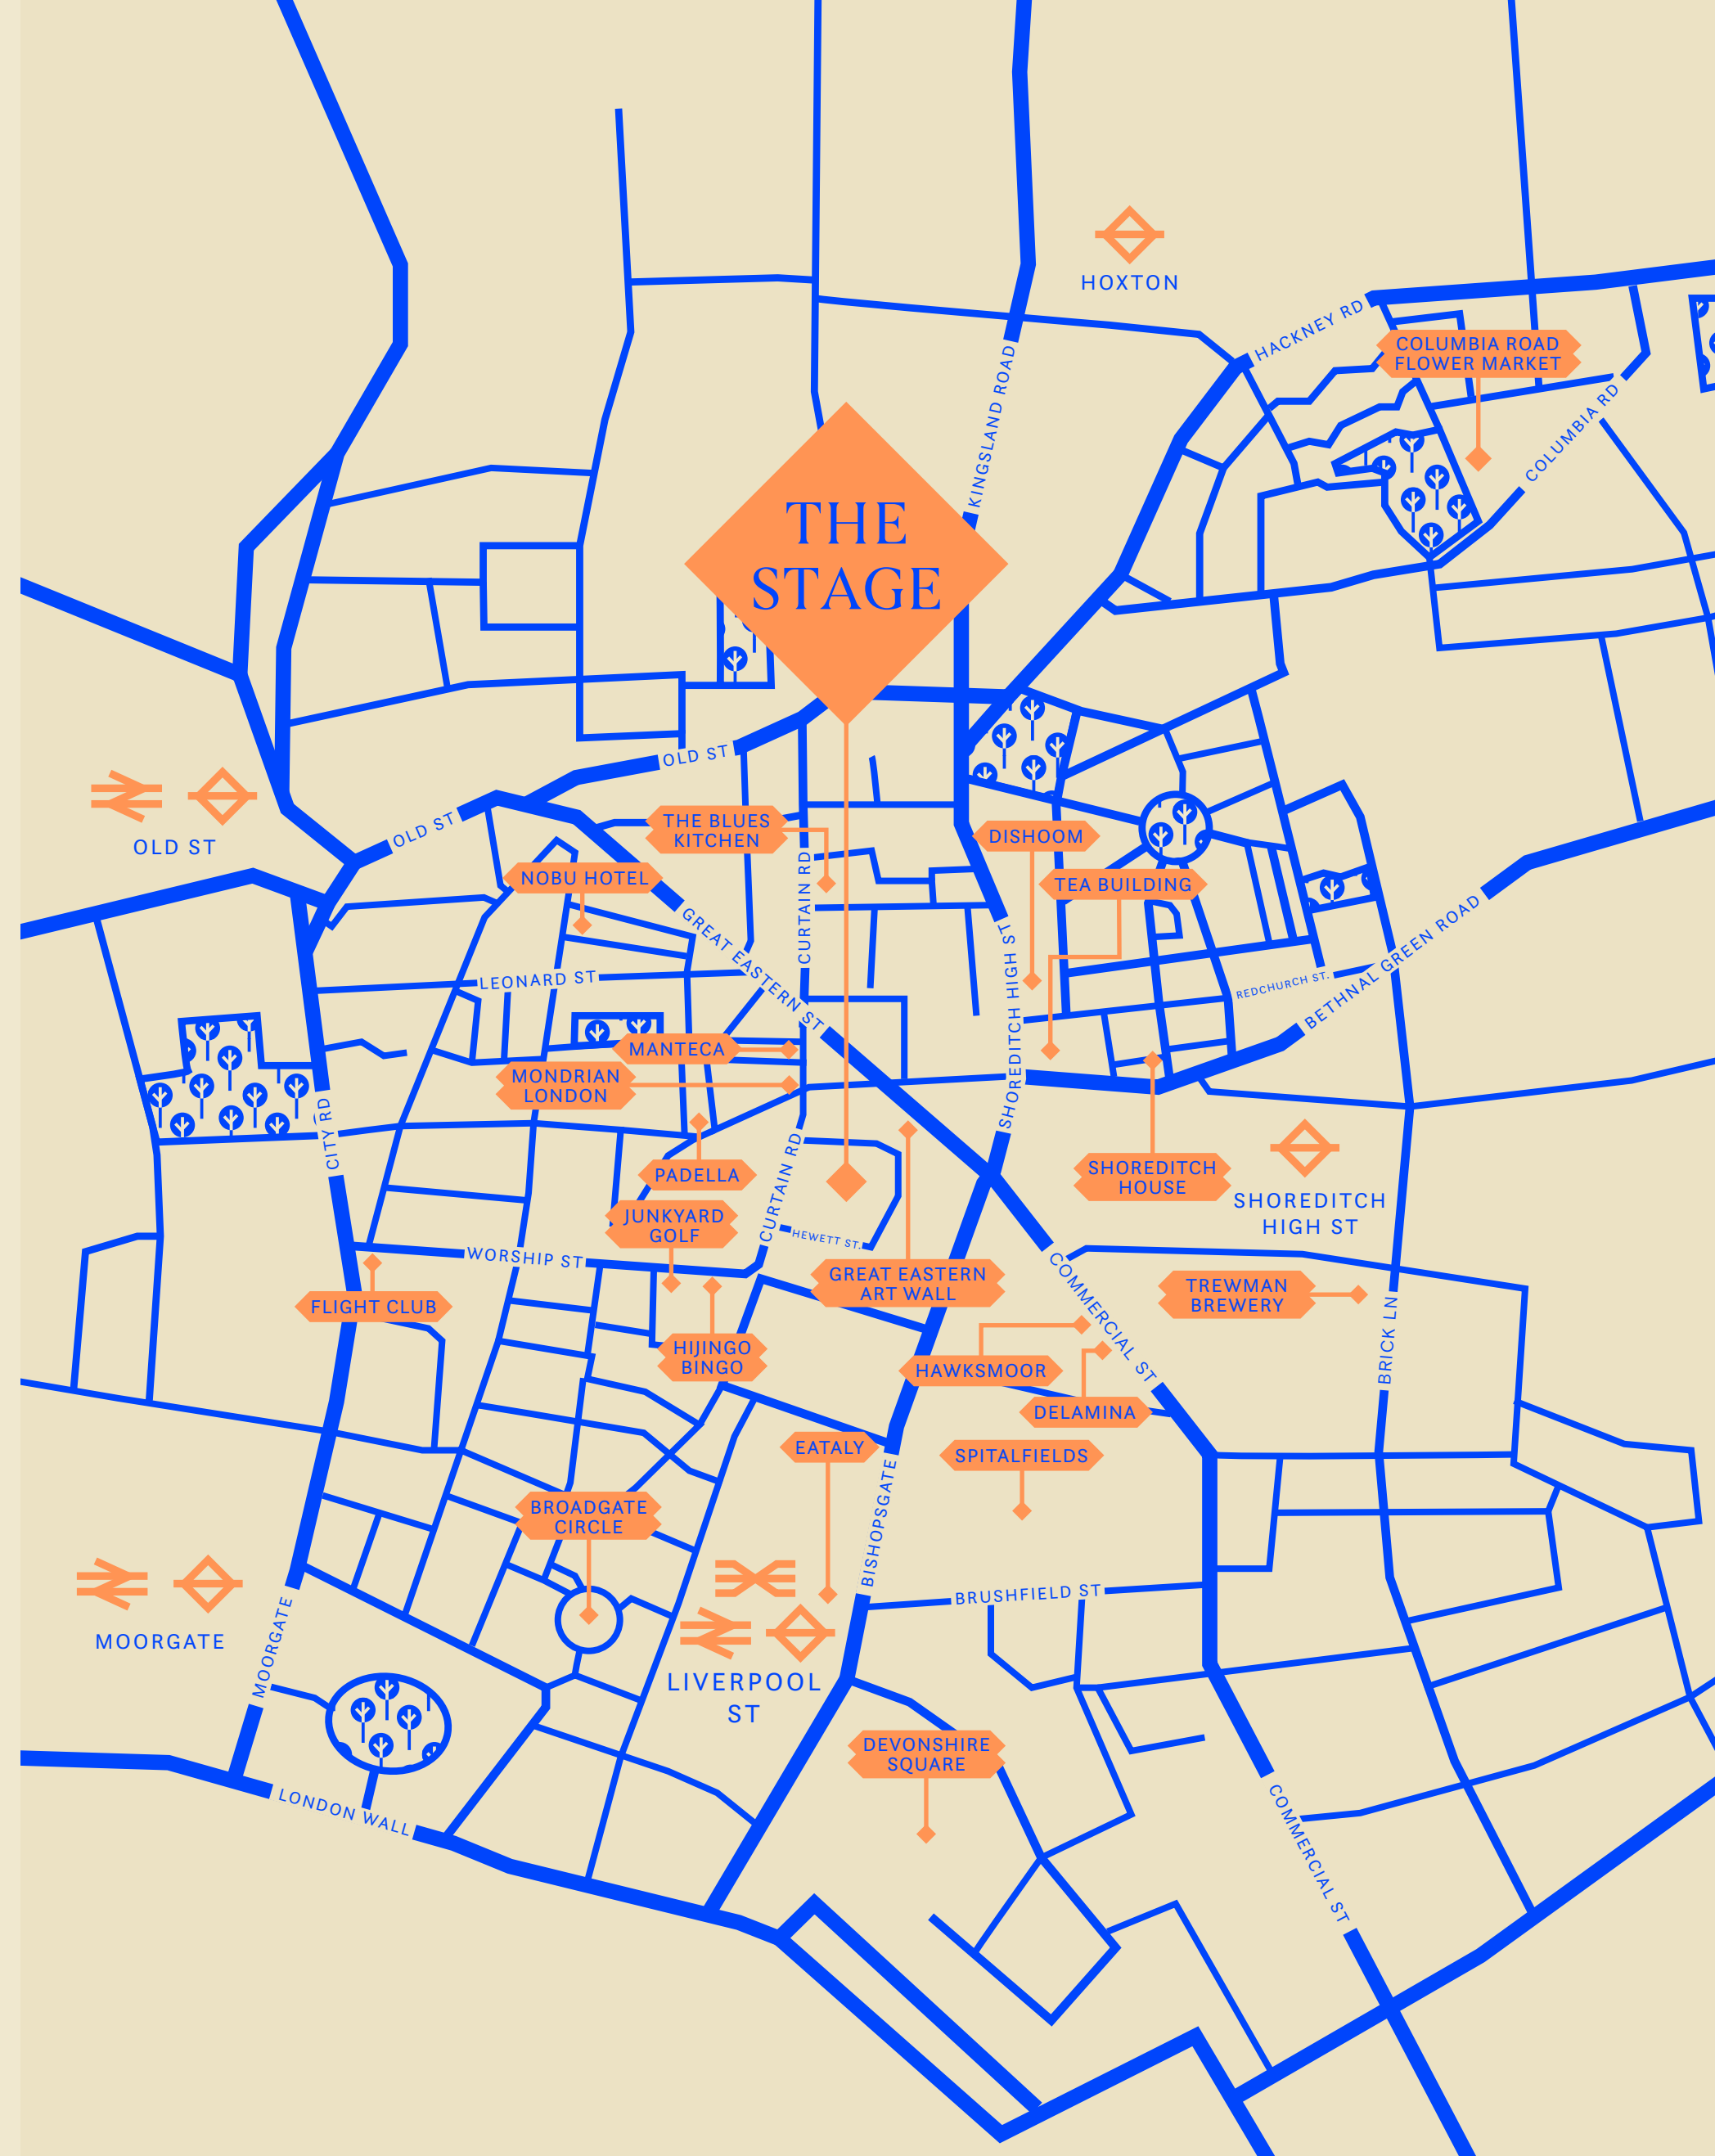 HOXTON
HACKNEY RD
COLUMBIA ROAD
FLOWER MARKET
KINGSLAND ROAD
COLUMBIA RD
THE
STAGE
OLD ST
OLD ST
OLD ST
THE BLUES
KITCHEN
DISHOOM
NOBU HOTEL
TEA BUILDING
CURTAIN RD
GREAT EASTERN ST
SHOREDITCH HIGH ST
BETHNAL GREEN ROAD
REDCHURCH ST.
LEONARD ST
MANTECA
MONDRIAN
LONDON
CITY RD
PADELLA
SHOREDITCH
HOUSE
SHOREDITCH
HIGH ST
JUNKYARD
GOLF
CURTAIN RD
HEWETT ST.
WORSHIP ST
GREAT EASTERN
ART WALL
COMMERCIAL ST
TREWMAN
BREWERY
FLIGHT CLUB
BRICK LN
HIJINGO
BINGO
HAWKSMOOR
DELAMINA
EATALY
SPITALFIELDS
BROADGATE
CIRCLE
BISHOPSGATE
BRUSHFIELD ST
MOORGATE
MOORGATE
LIVERPOOL
ST
DEVONSHIRE
SQUARE
LONDON WALL
COMMERCIAL ST